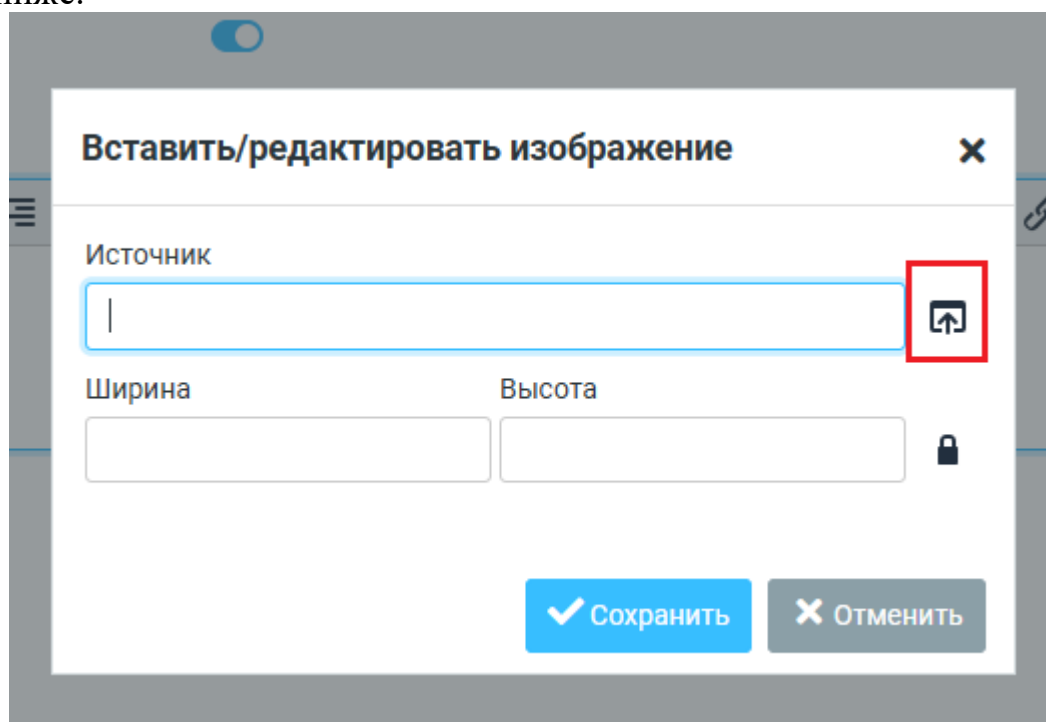 Вставить/редактировать изображение
Источник
Ширина Высота
Сохранить Отменить